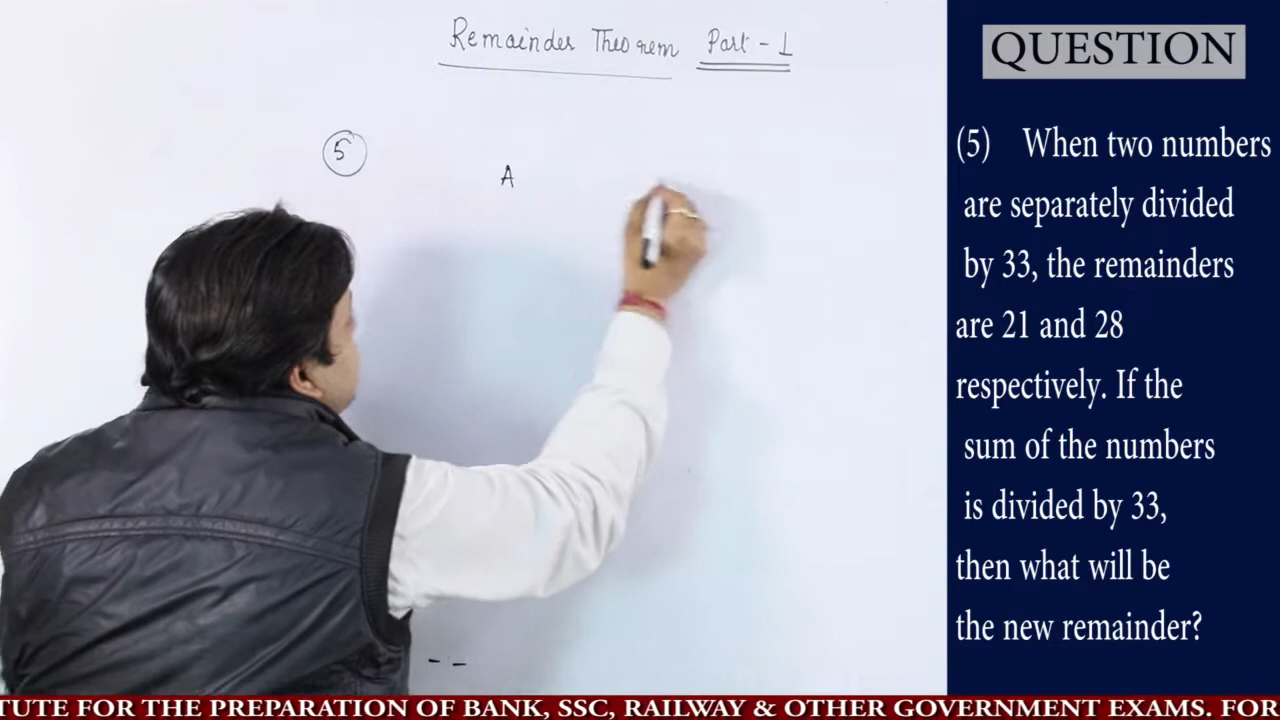 Remainder Theorem Part - 1
5
A
QUESTION
(5) When two numbers
are separately divided
by 33, the remainders
are 21 and 28
respectively. If the
sum of the numbers
is divided by 33,
then what will be
the new remainder?
TUTE FOR THE PREPARATION OF BANK, SSC, RAILWAY & OTHER GOVERNMENT EXAMS. FOR